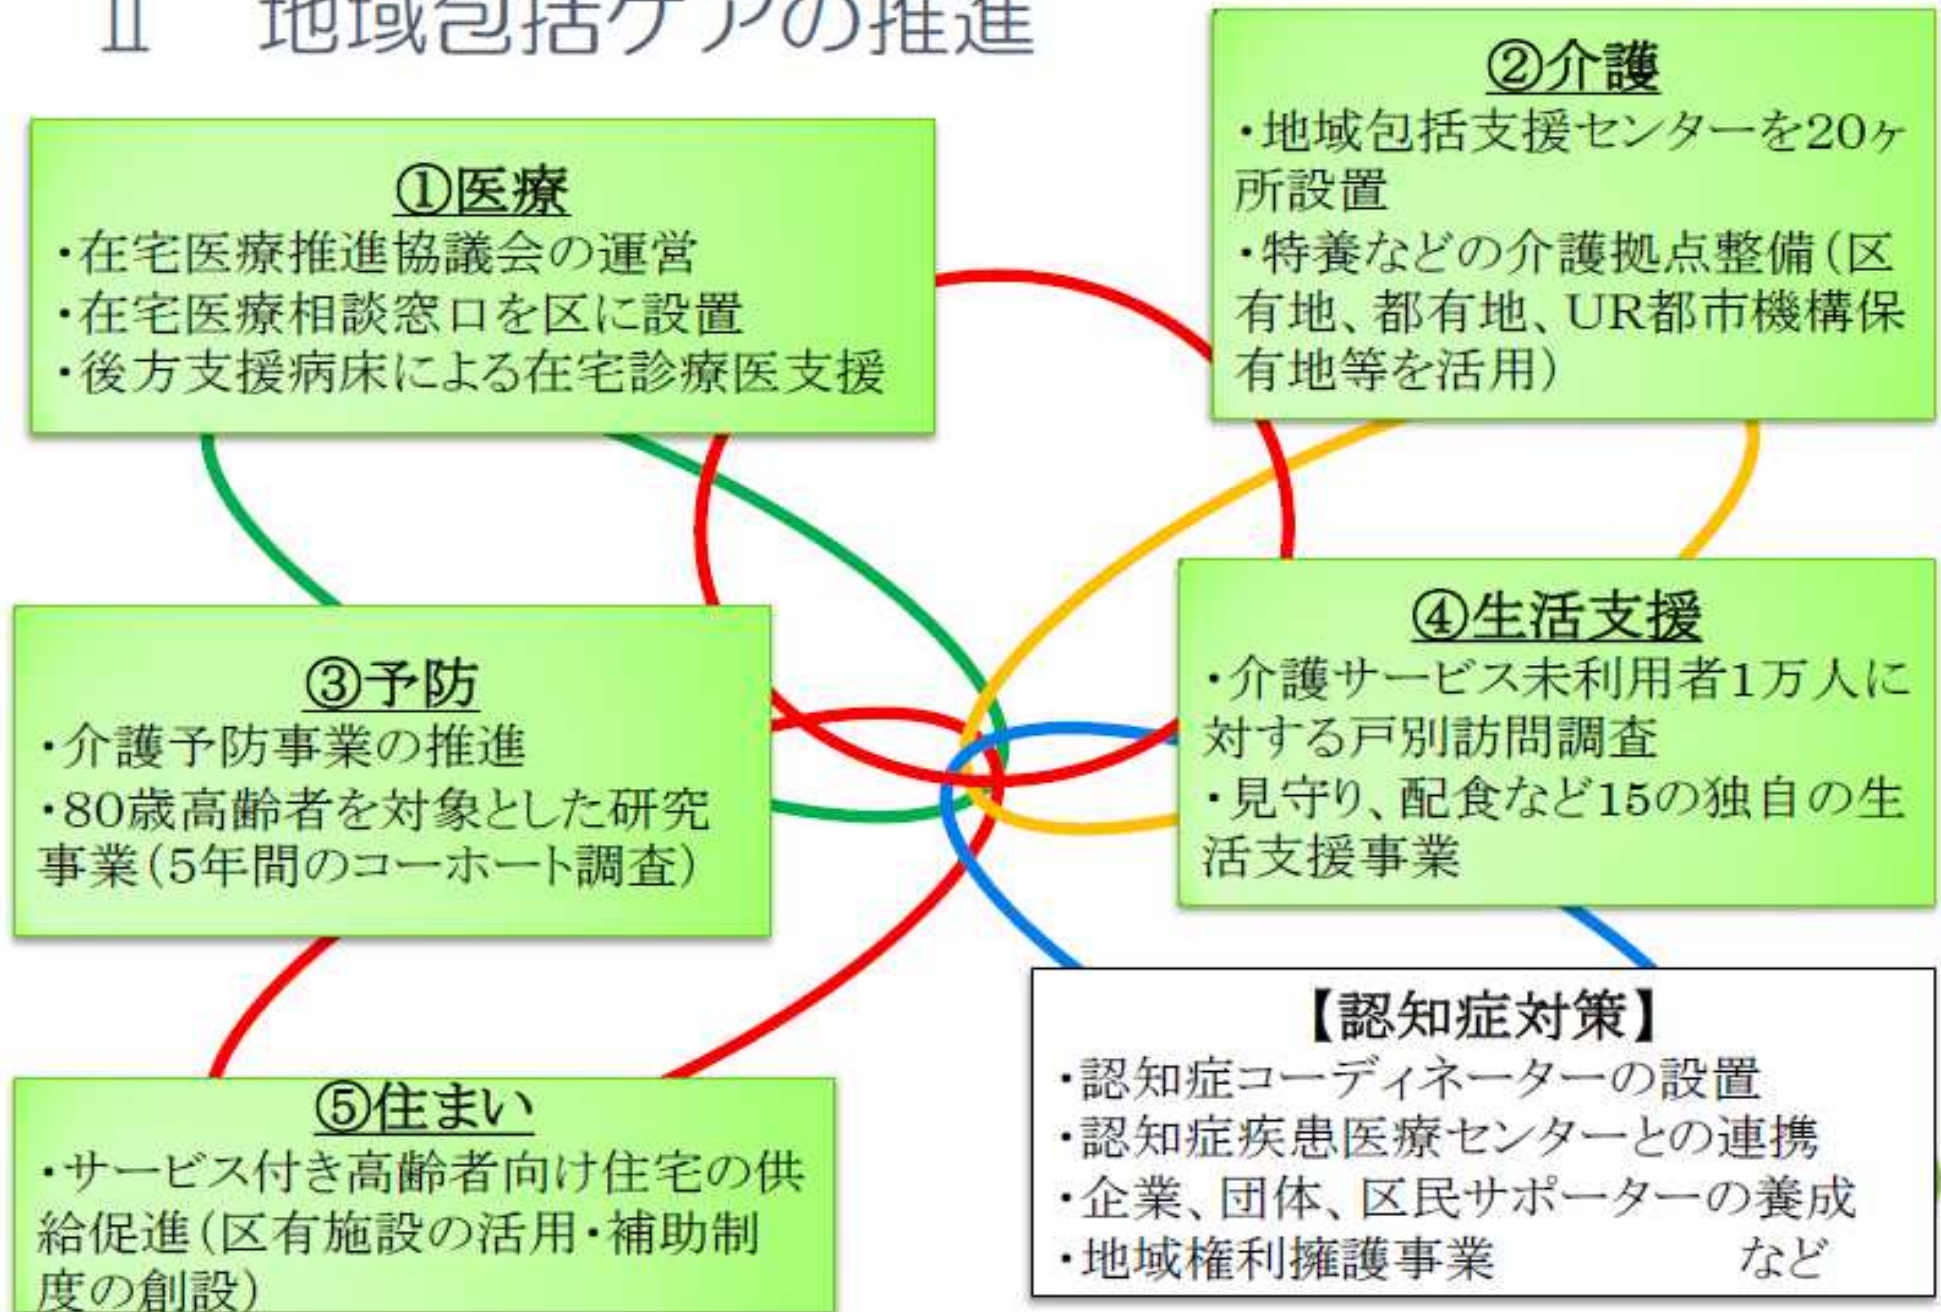 Ⅱ 地域包括ケアの推進
①医療
・在宅医療推進協議会の運営
・在宅医療相談窓口を区に設置
・後方支援病床による在宅診療医支援
②介護
・地域包括支援センターを20ヶ
所設置
・特養などの介護拠点整備(区
有地、都有地、UR都市機構保
有地等を活用)
③予防
・介護予防事業の推進
・80歳高齢者を対象とした研究
事業(5年間のコーホート調査)
④生活支援
・介護サービス未利用者1万人に
対する戸別訪問調査
・見守り、配食など15の独自の生
活支援事業
⑤住まい
・サービス付き高齢者向け住宅の供
給促進(区有施設の活用・補助制
度の創設)
【認知症対策】
・認知症コーディネーターの設置
・認知症疾患医療センターとの連携
・企業、団体、区民サポーターの養成
・地域権利擁護事業 など